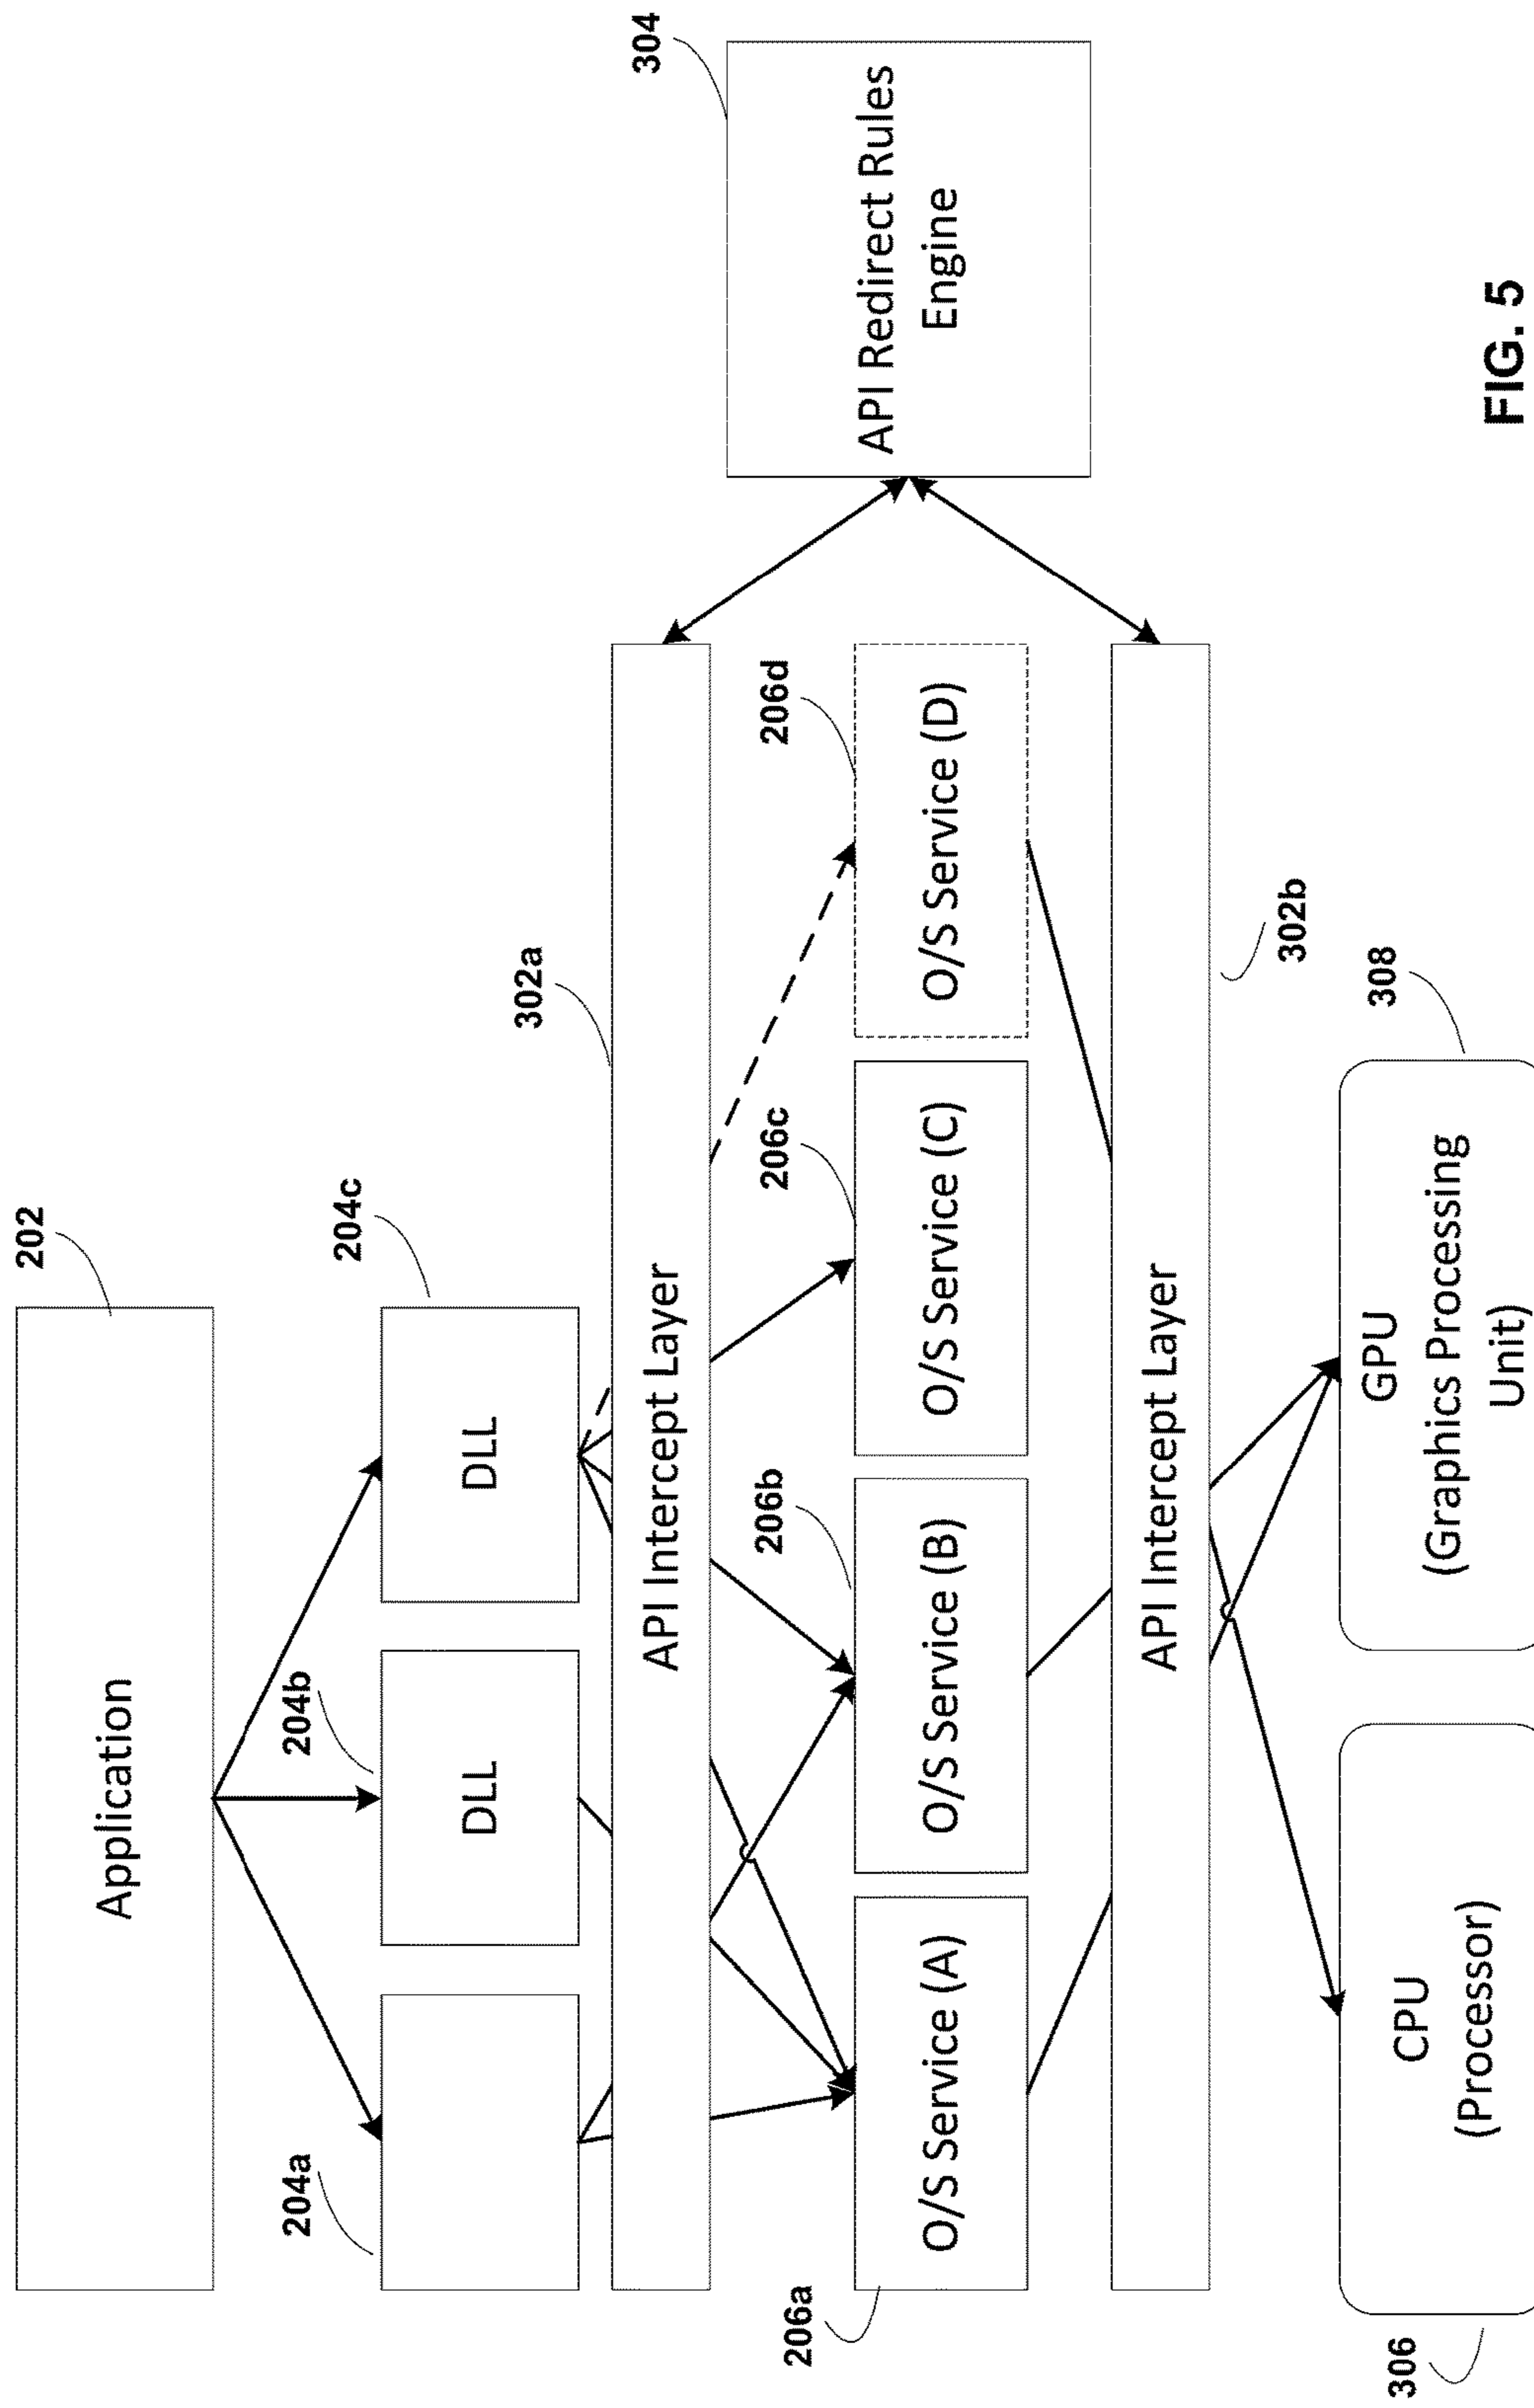 202
Application
204a
204b
DLL
204c
DLL
302a
API Intercept Layer
304
API Redirect Rules
Engine
206a
O/S Service (A)
206b
O/S Service (B)
206c
O/S Service (C)
206d
O/S Service (D)
API Intercept Layer
302b
306
CPU
(Processor)
308
GPU
(Graphics Processing
Unit)
FIG. 5